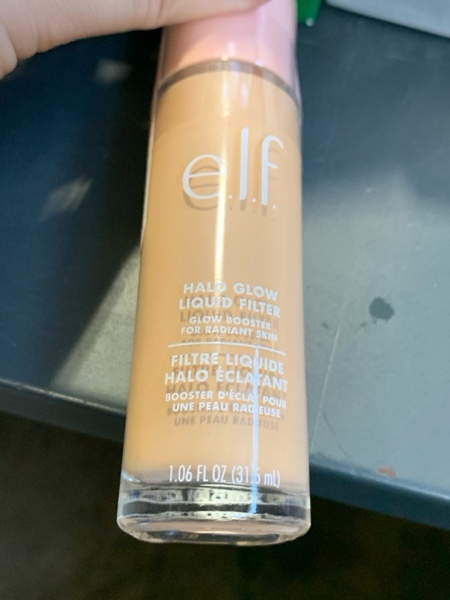 e.l.f.
HALO GLOW
LIQUID FILTER
GLOW BOOSTER
FOR RADIANT SKIN
FILTRE LIQUIDE
HALO ÉCLATANT
BOOSTER D'ÉCLAT POUR
UNE PEAU RADIEUSE
1.06 FL OZ (31.5 mL)